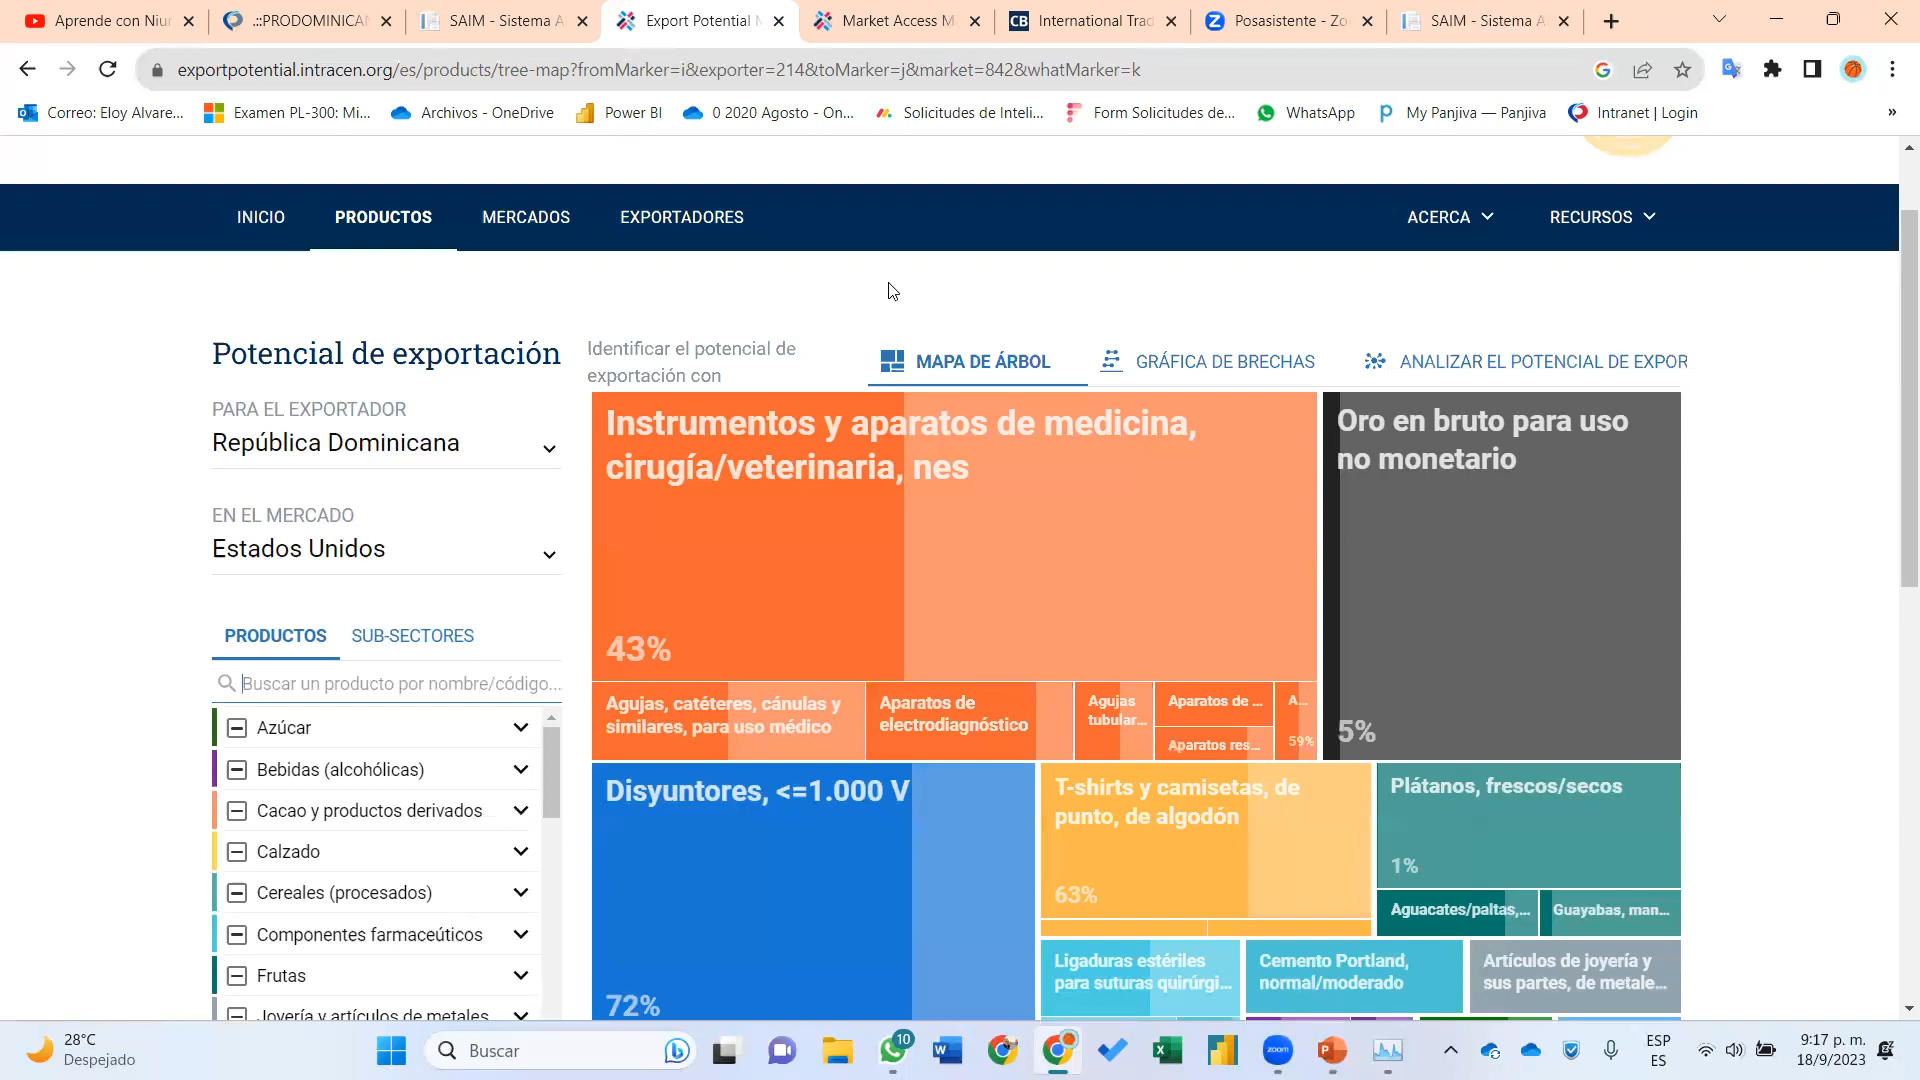 Aprende con Niu
.::PRODOMINICAN
SAIM - Sistema A
Export Potential M
Market Access M
CB International Trad
Z Posasistente - Zo
SAIM - Sistema A
exportpotential.intracen.org/es/products/tree-map?fromMarker=i&exporter=214&toMarker=j&market=842&whatMarker=k
Correo: Eloy Alvare...
Examen PL-300: Mi...
Archivos - OneDrive
Power BI
0 2020 Agosto - On...
Solicitudes de Inteli...
Form Solicitudes de...
WhatsApp
My Panjiva — Panjiva
Intranet | Login
»
INICIO
PRODUCTOS
MERCADOS
EXPORTADORES
ACERCA
RECURSOS
Potencial de exportación
Identificar el potencial de
exportación con
MAPA DE ÁRBOL
GRÁFICA DE BRECHAS
ANALIZAR EL POTENCIAL DE EXPOR
PARA EL EXPORTADOR
República Dominicana
EN EL MERCADO
Estados Unidos
PRODUCTOS
SUB-SECTORES
Buscar un producto por nombre/código...
Azúcar
Bebidas (alcohólicas)
Cacao y productos derivados
Calzado
Cereales (procesados)
Componentes farmaceúticos
Frutas
Joyería y artículos de metales
Instrumentos y aparatos de medicina,
cirugía/veterinaria, nes
43%
Oro en bruto para uso
no monetario
5%
Agujas, catéteres, cánulas y
similares, para uso médico
Aparatos de
electrodiagnóstico
Agujas
tubular...
Aparatos de ...
Aparatos res...
A...
59%
Disyuntores, <=1.000 V
72%
T-shirts y camisetas, de
punto, de algodón
63%
Plátanos, frescos/secos
1%
Aguacates/paltas,...
Guayabas, man...
Ligaduras estériles
para suturas quirúrgi...
Cemento Portland,
normal/moderado
Artículos de joyería y
sus partes, de metale...
28°C
Despejado
Buscar
10
zoom
ESP
ES
9:17 p. m.
18/9/2023